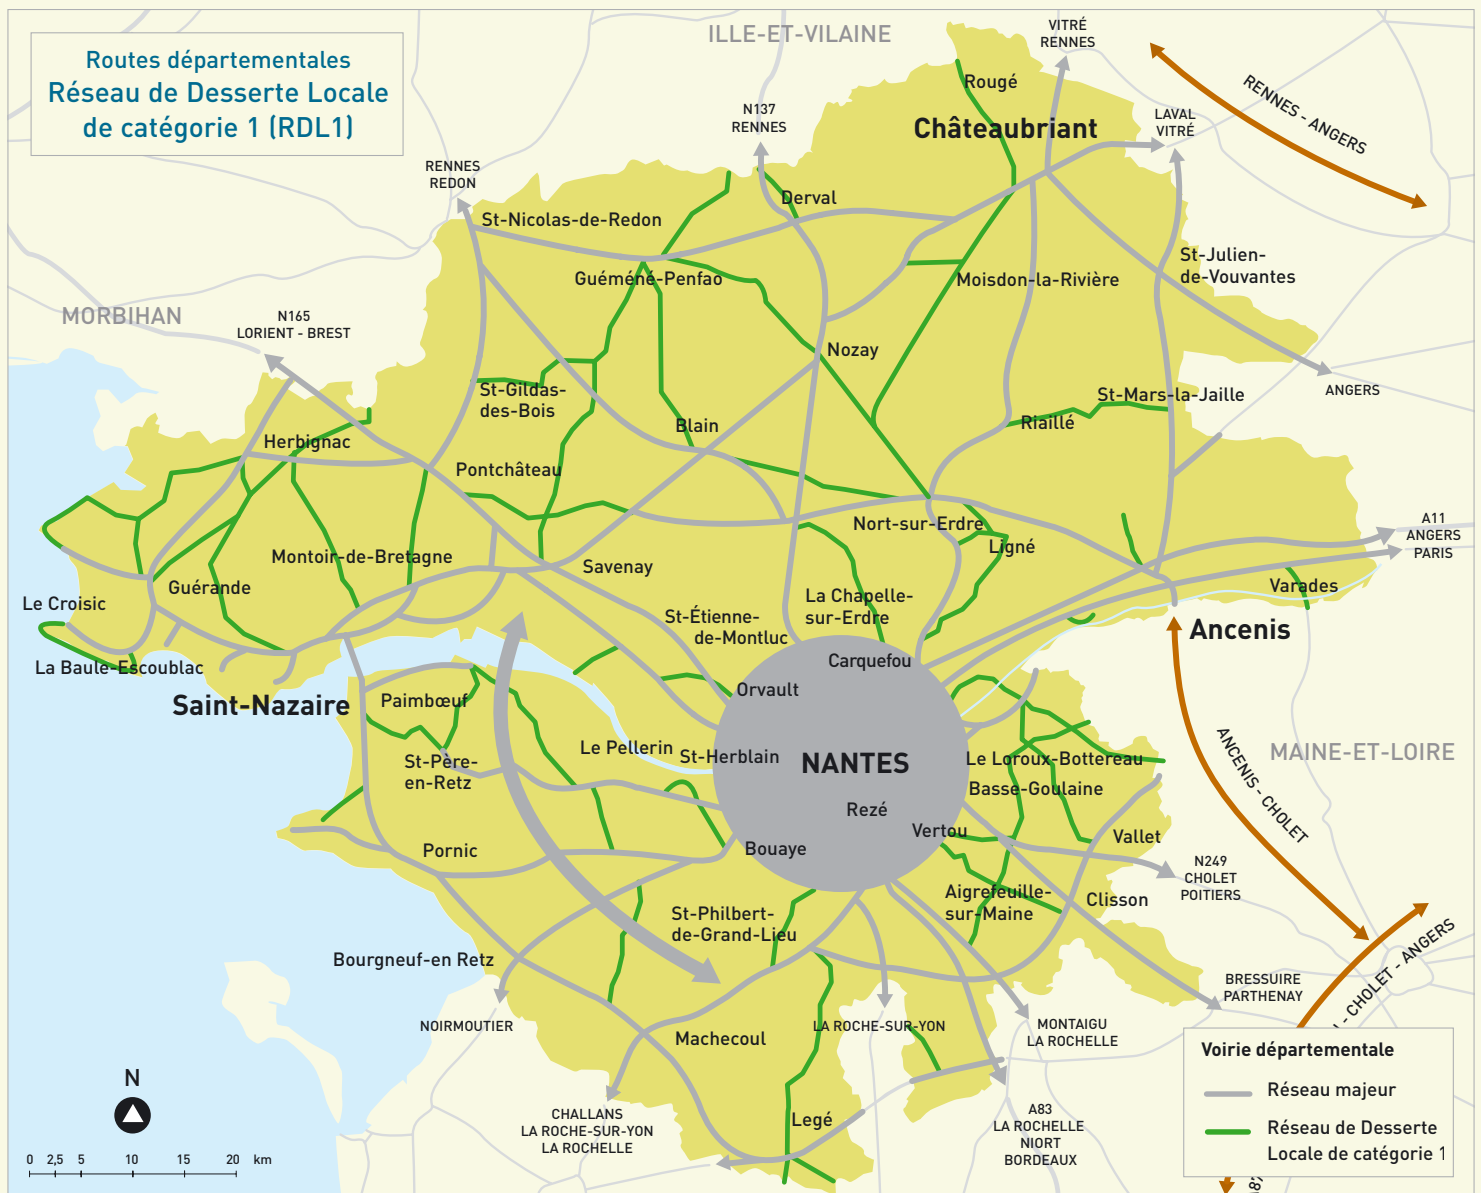 Routes départementales
Réseau de Desserte Locale
de catégorie 1 (RDL1)
ILLE-ET-VILAINE
VITRÉ
RENNES
RENNES - ANGERS
N137
RENNES
LAVAL
VITRÉ
Rougé
Châteaubriant
RENNES
REDON
Derval
St-Nicolas-de-Redon
Guéméné-Penfao
Moisdon-la-Rivière
St-Julien-
de-Vouvantes
MORBIHAN
N165
LORIENT - BREST
Nozay
ANGERS
St-Gildas-
des-Bois
St-Mars-la-Jaille
Riaillé
Blain
Herbignac
Pontchâteau
A11
ANGERS
PARIS
Nort-sur-Erdre
Ligné
Montoir-de-Bretagne
Savenay
Guérande
Varades
Le Croisic
La Chapelle-
sur-Erdre
St-Étienne-
de-Montluc
Ancenis
La Baule-Escoublac
Carquefou
Orvault
Saint-Nazaire
Paimbœuf
Le Pellerin
St-Herblain
NANTES
Le Loroux-Bottereau
Basse-Goulaine
MAINE-ET-LOIRE
ANCENIS - CHOLET
St-Père-
en-Retz
Rezé
Vertou
Vallet
Pornic
Bouaye
N249
CHOLET
POITIERS
Aigrefeuille-
sur-Maine
Clisson
St-Philbert-
de-Grand-Lieu
Bourgneuf-en Retz
- CHOLET - ANGERS
BRESSUIRE
PARTHENAY
NOIRMOUTIER
LA ROCHE-SUR-YON
MONTAIGU
LA ROCHELLE
Machecoul
Legé
CHALLANS
LA ROCHE-SUR-YON
LA ROCHELLE
A83
LA ROCHELLE
NIORT
BORDEAUX
N
0 2,5 5 10 15 20 km
Voirie départementale
Réseau majeur
Réseau de Desserte
Locale de catégorie 1